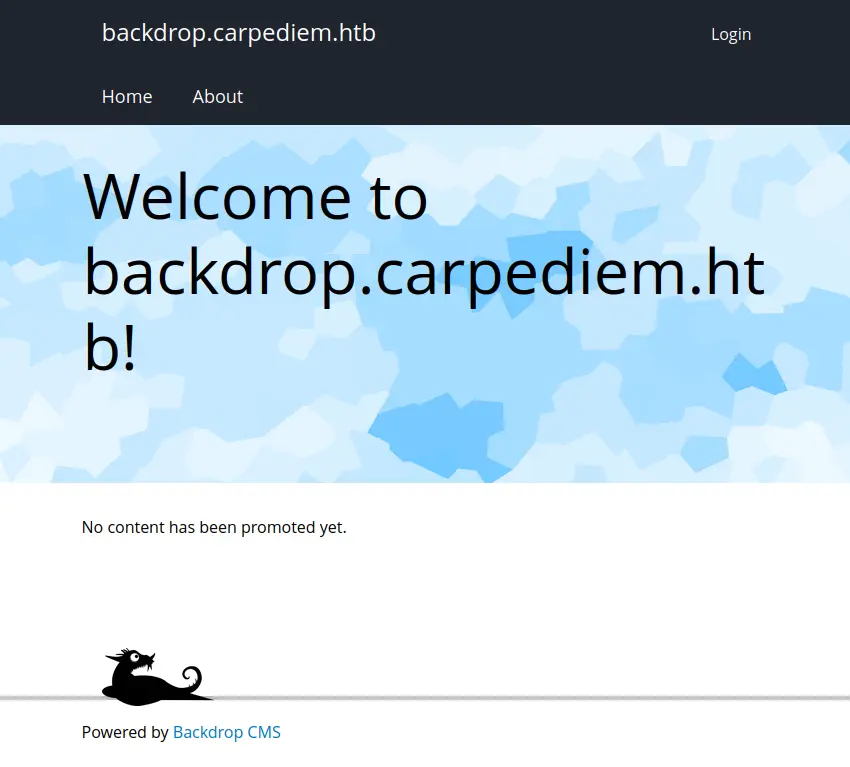 backdrop.carpediem.htb
Login
Home About
Welcome to
backdrop.carpediem.ht
b!
No content has been promoted yet.
Powered by Backdrop CMS